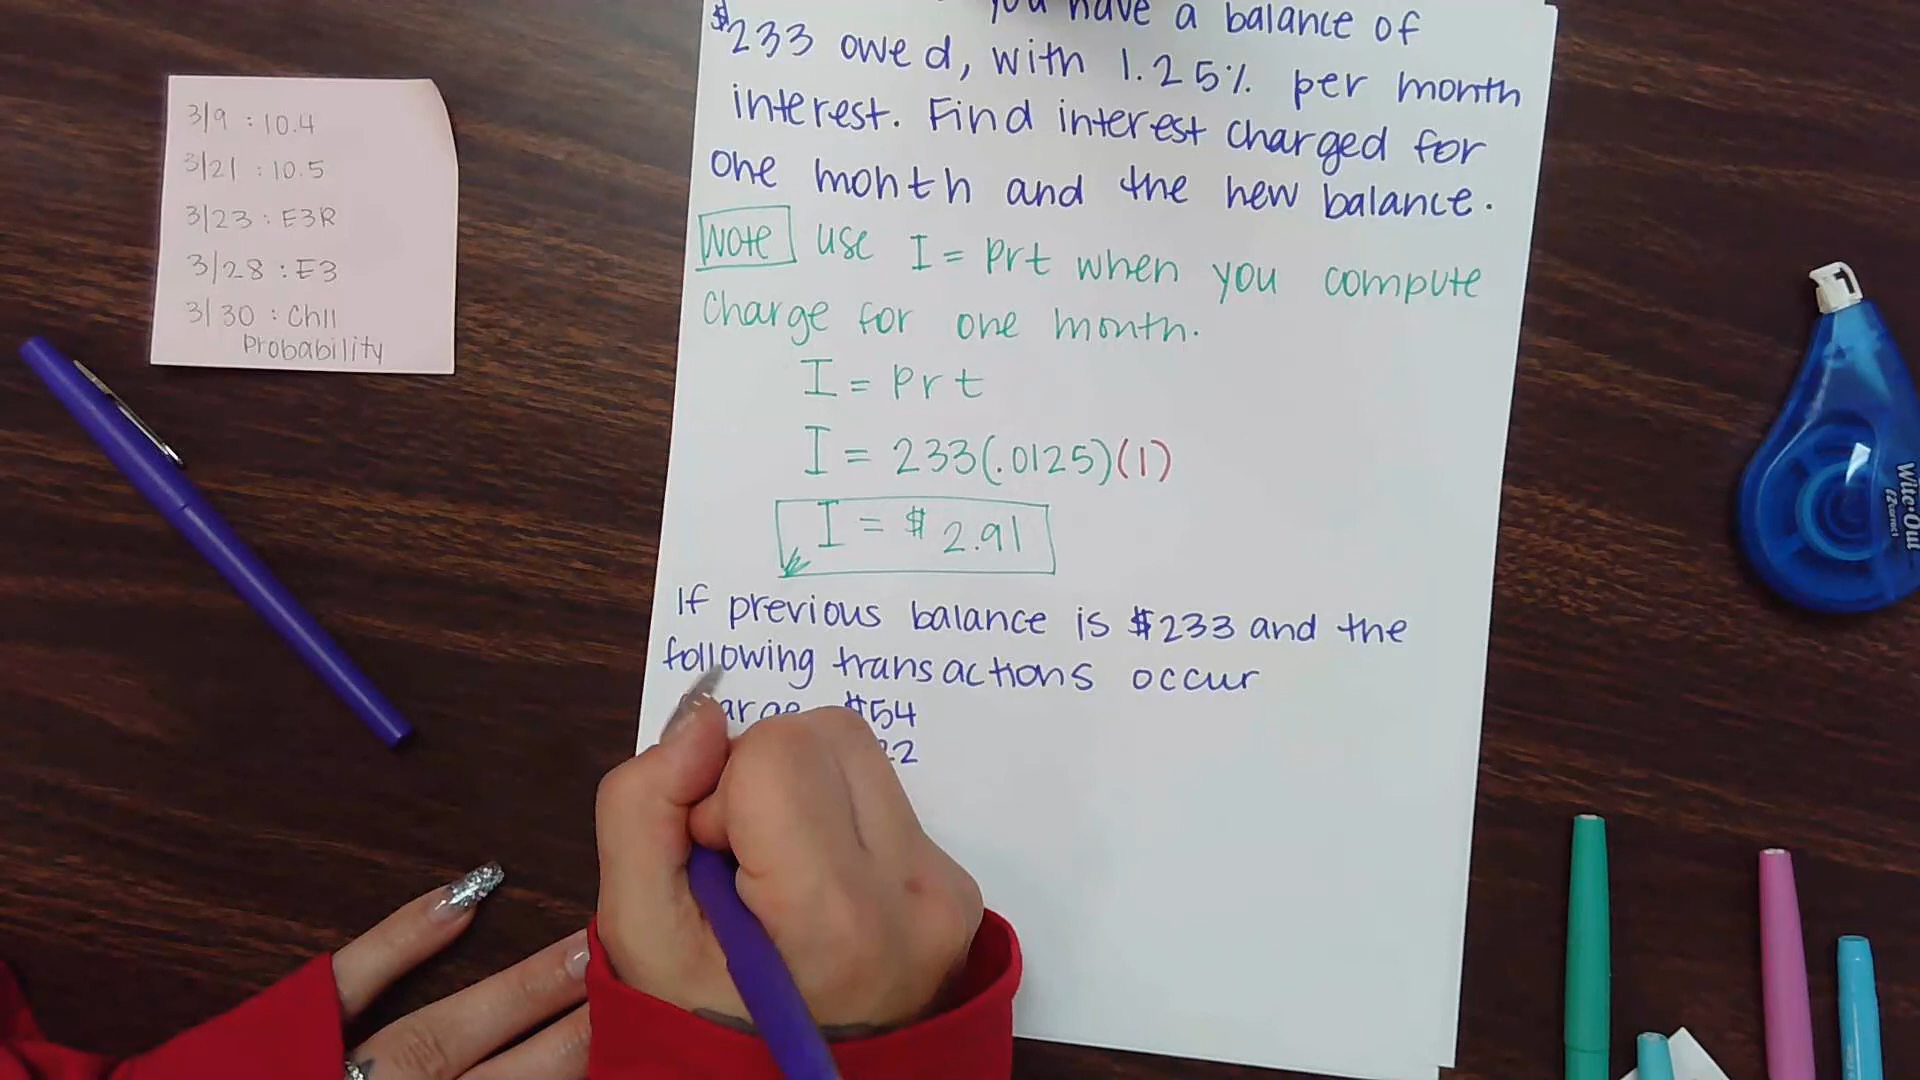 3/9 : 10.4
3/21 : 10.5
3/23 : E3R
3/28 : E3
3/30 : Ch11
Probability
you have a balance of
$233 owed, with 1.25% per month
interest. Find interest charged for
one month and the new balance.
Note use I = Prt when you compute
charge for one month.
I = Prt
I = 233(.0125)(1)
I = $ 2.91
If previous balance is $233 and the
following transactions occur
$54
Wite-Out
EZcorrect